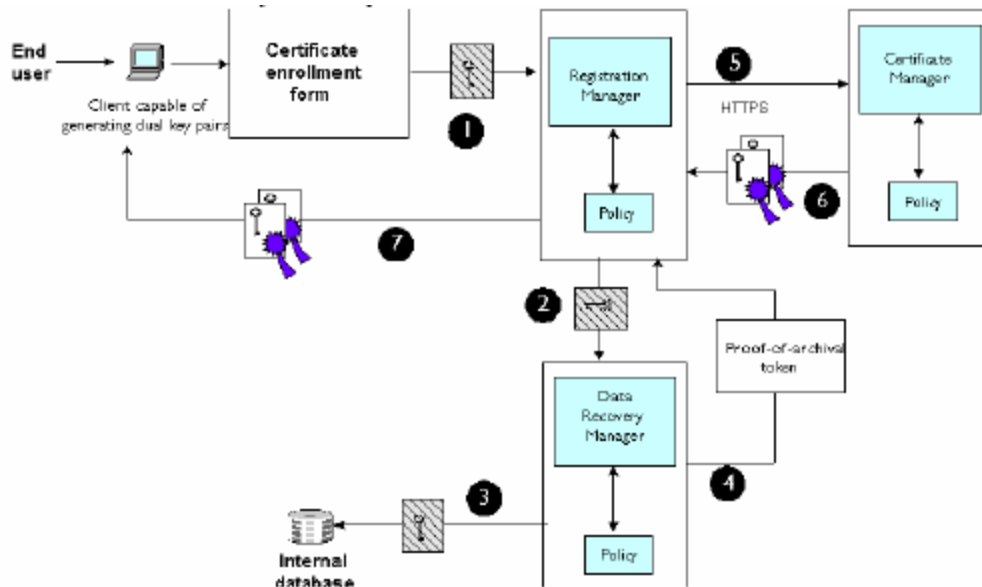 End
user
Client capable of
generating dual key pairs
Certificate
enrollment
form
1
Registration
Manager
Policy
5
HTTPS
Certificate
Manager
Policy
6
7
2
Proof-of-archival
token
Data
Recovery
Manager
Policy
4
3
Internal
database